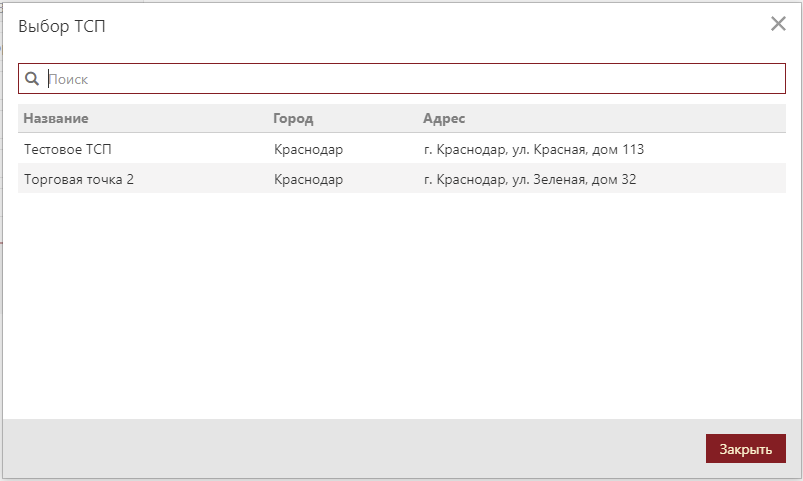 Выбор ТСП
Поиск
Название Город Адрес
Тестовое ТСП Краснодар г. Краснодар, ул. Красная, дом 113
Торговая точка 2 Краснодар г. Краснодар, ул. Зеленая, дом 32
Закрыть